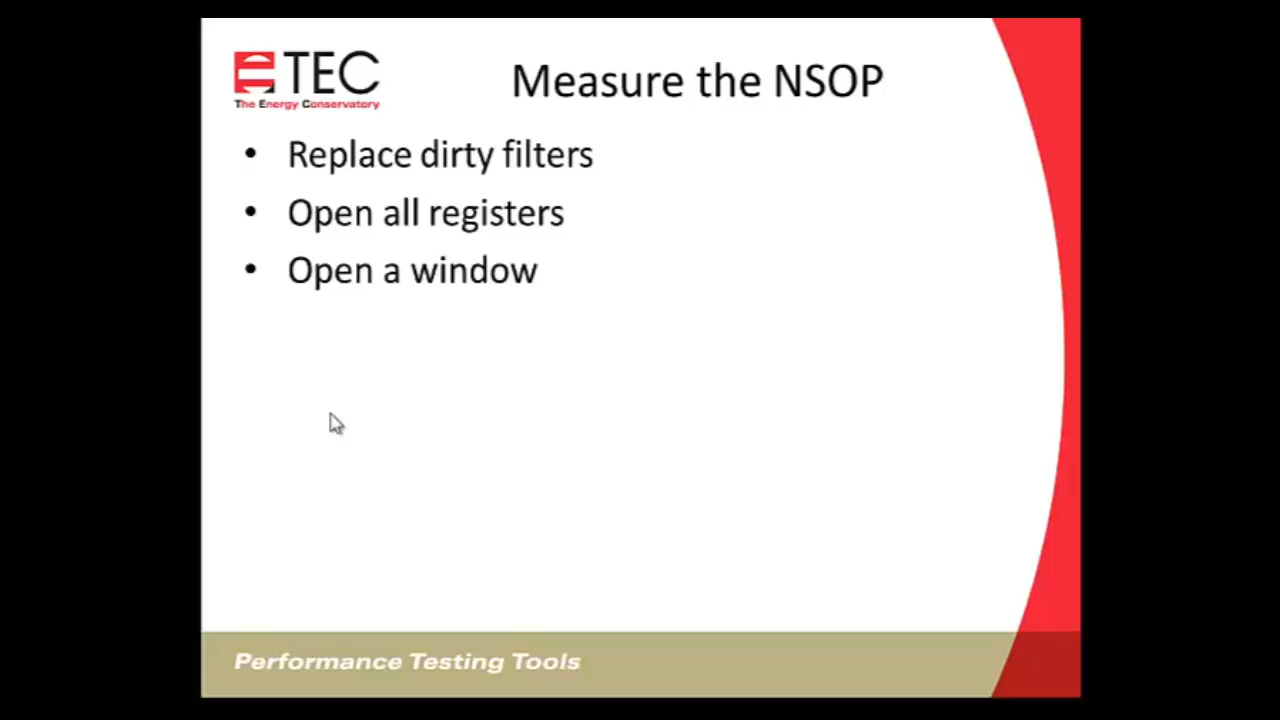 TEC
The Energy Conservatory
Measure the NSOP
• Replace dirty filters
• Open all registers
• Open a window
Performance Testing Tools